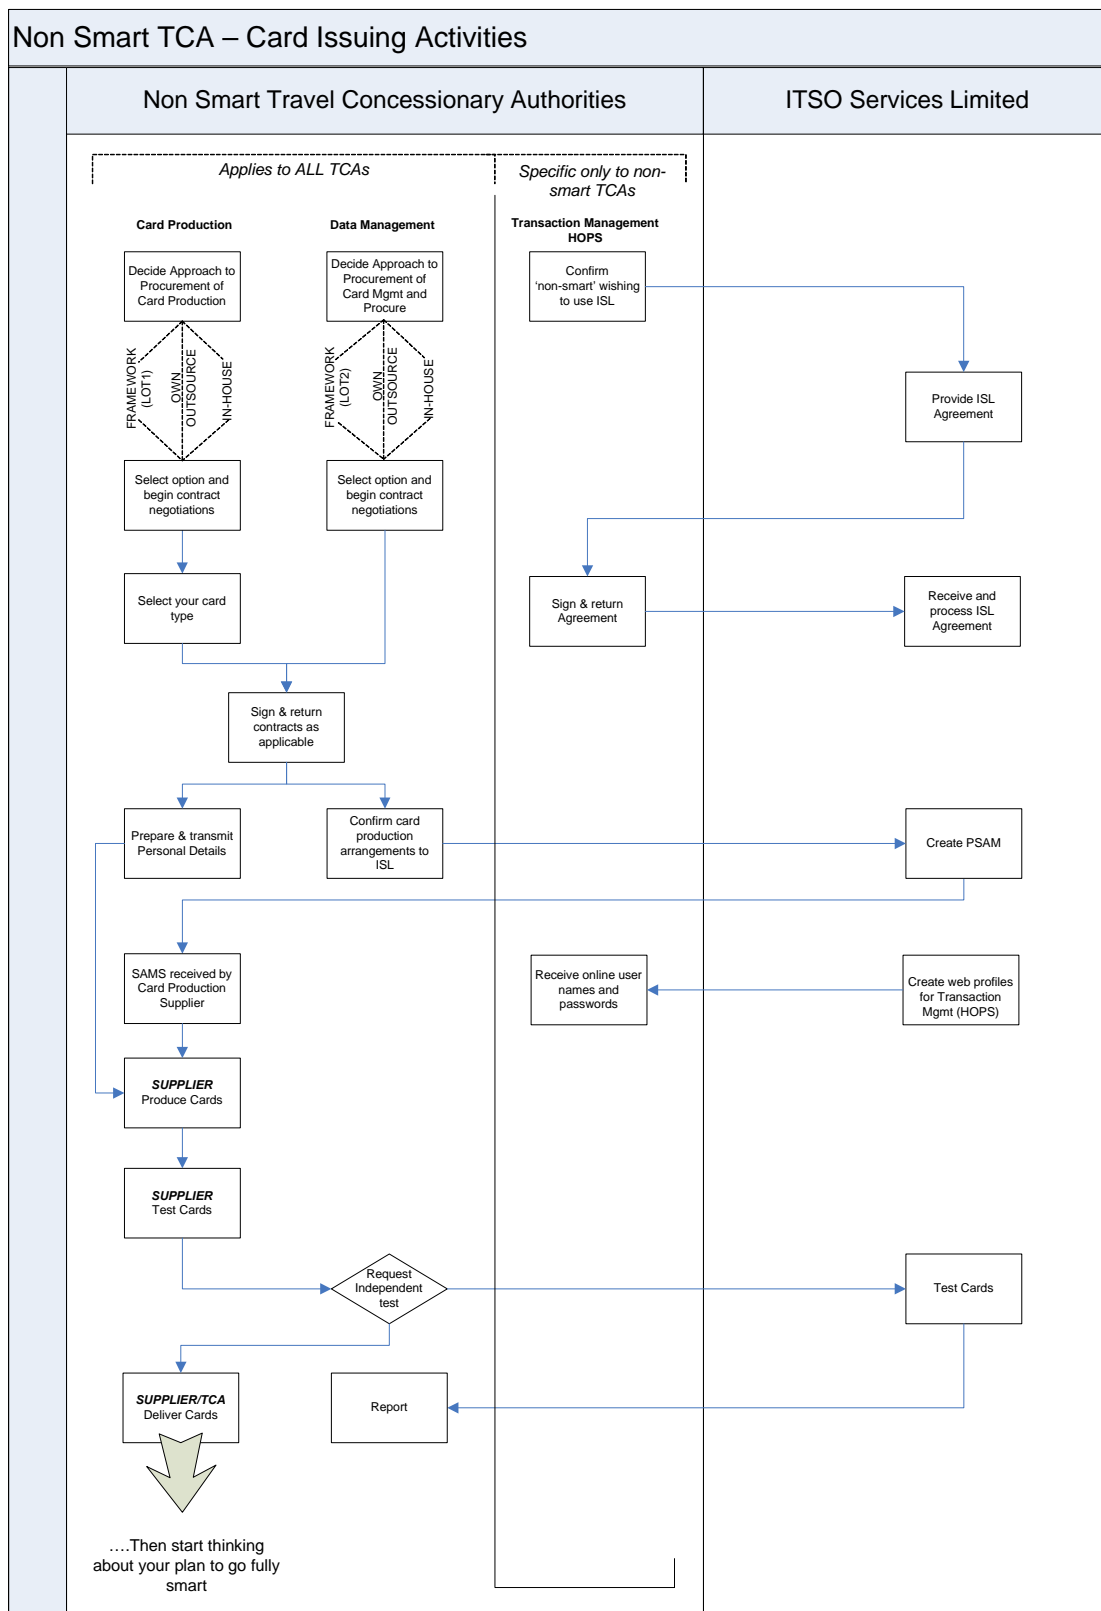 Non Smart TCA – Card Issuing Activities
Non Smart Travel Concessionary Authorities
ITSO Services Limited
Applies to ALL TCAs
Specific only to non-
smart TCAs
Card Production
Data Management
Transaction Management
HOPS
Decide Approach to
Procurement of
Card Production
Decide Approach to
Procurement of
Card Mgmt and
Procure
Confirm
‘non-smart’ wishing
to use ISL
FRAMEWORK
(LOT1)
OWN
OUTSOURCE
IN-HOUSE
FRAMEWORK
(LOT2)
OWN
OUTSOURCE
IN-HOUSE
Provide ISL
Agreement
Select option and
begin contract
negotiations
Select option and
begin contract
negotiations
Select your card
type
Sign & return
Agreement
Receive and
process ISL
Agreement
Sign & return
contracts as
applicable
Prepare & transmit
Personal Details
Confirm card
production
arrangements to
ISL
Create PSAM
SAMS received by
Card Production
Supplier
Receive online user
names and
passwords
Create web profiles
for Transaction
Mgmt (HOPS)
SUPPLIER
Produce Cards
SUPPLIER
Test Cards
Request
Independent
test
Test Cards
SUPPLIER/TCA
Deliver Cards
Report
….Then start thinking
about your plan to go fully
smart